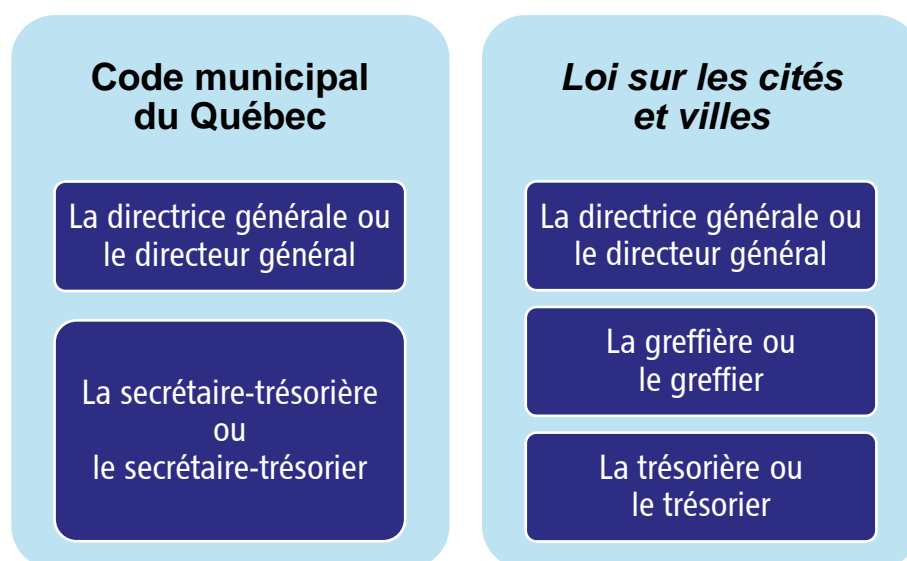 Code municipal
du Québec
La directrice générale ou
le directeur général
La secrétaire-trésorière
ou
le secrétaire-trésorier
Loi sur les cités
et villes
La directrice générale ou
le directeur général
La greffière ou
le greffier
La trésorière ou
le trésorier